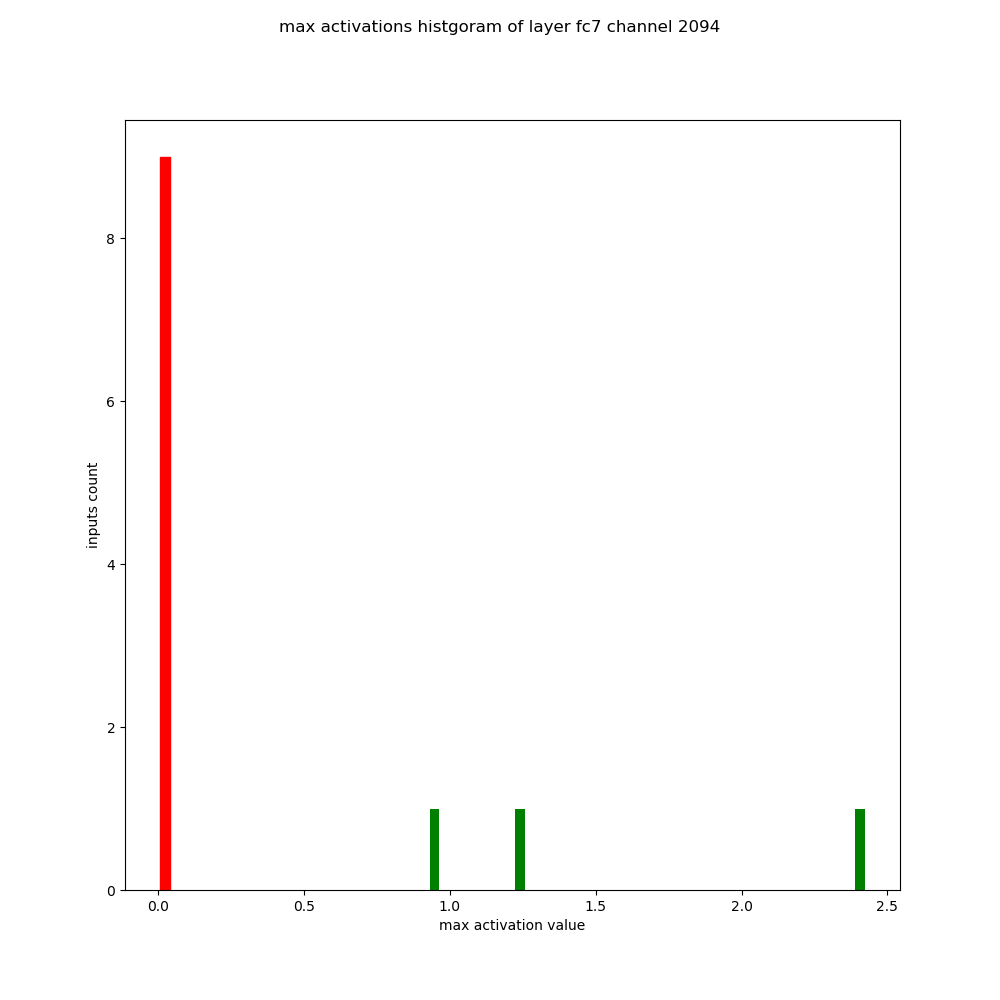 max activations histgoram of layer fc7 channel 2094
8
6
inputs count
4
2
0
0.0 0.5 1.0 1.5 2.0 2.5
max activation value